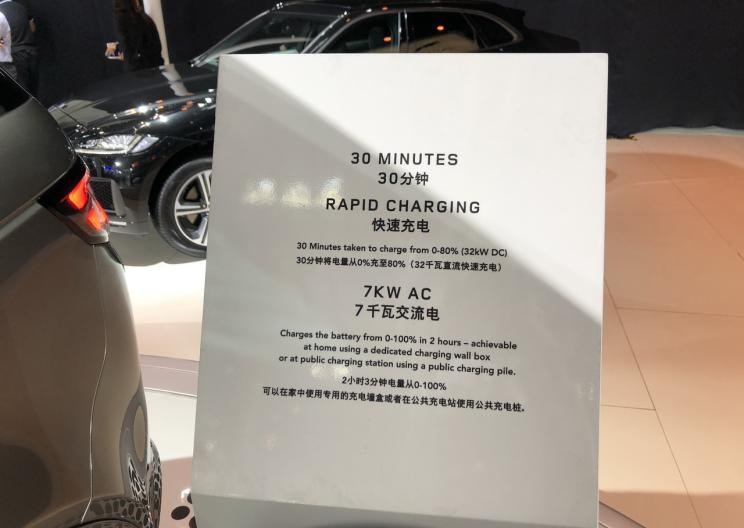 30 MINUTES
30分钟
RAPID CHARGING
快速充电
30 Minutes taken to charge from 0-80% (32kW DC)
30分钟将电量从0%充至80%（32千瓦直流快速充电）
7KW AC
7千瓦交流电
Charges the battery from 0-100% in 2 hours – achievable
at home using a dedicated charging wall box
or at public charging station using a public charging pile.
2小时3分钟电量从0-100%
可以在家中使用专用的充电墙盒或者在公共充电站使用公共充电桩。